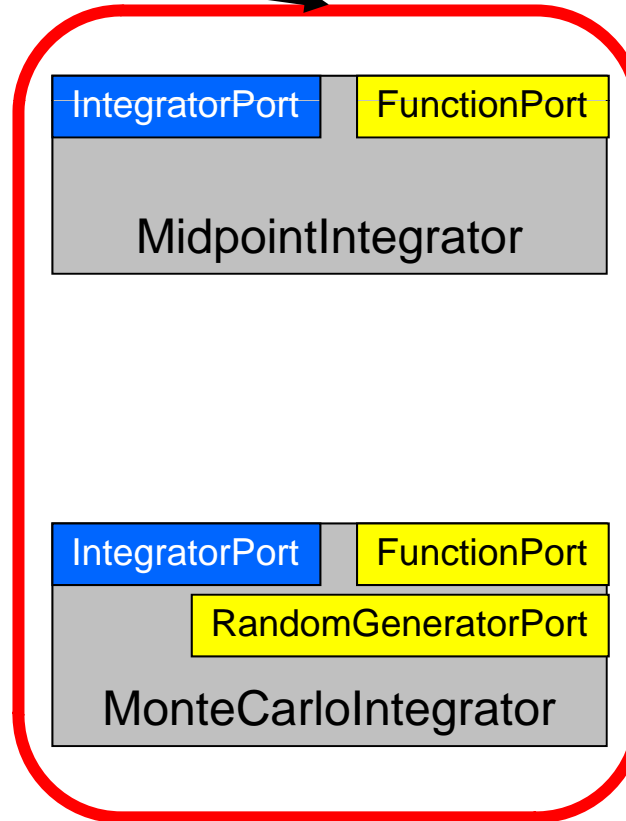 IntegratorPort FunctionPort
MidpointIntegrator
IntegratorPort FunctionPort
RandomGeneratorPort
MonteCarloIntegrator